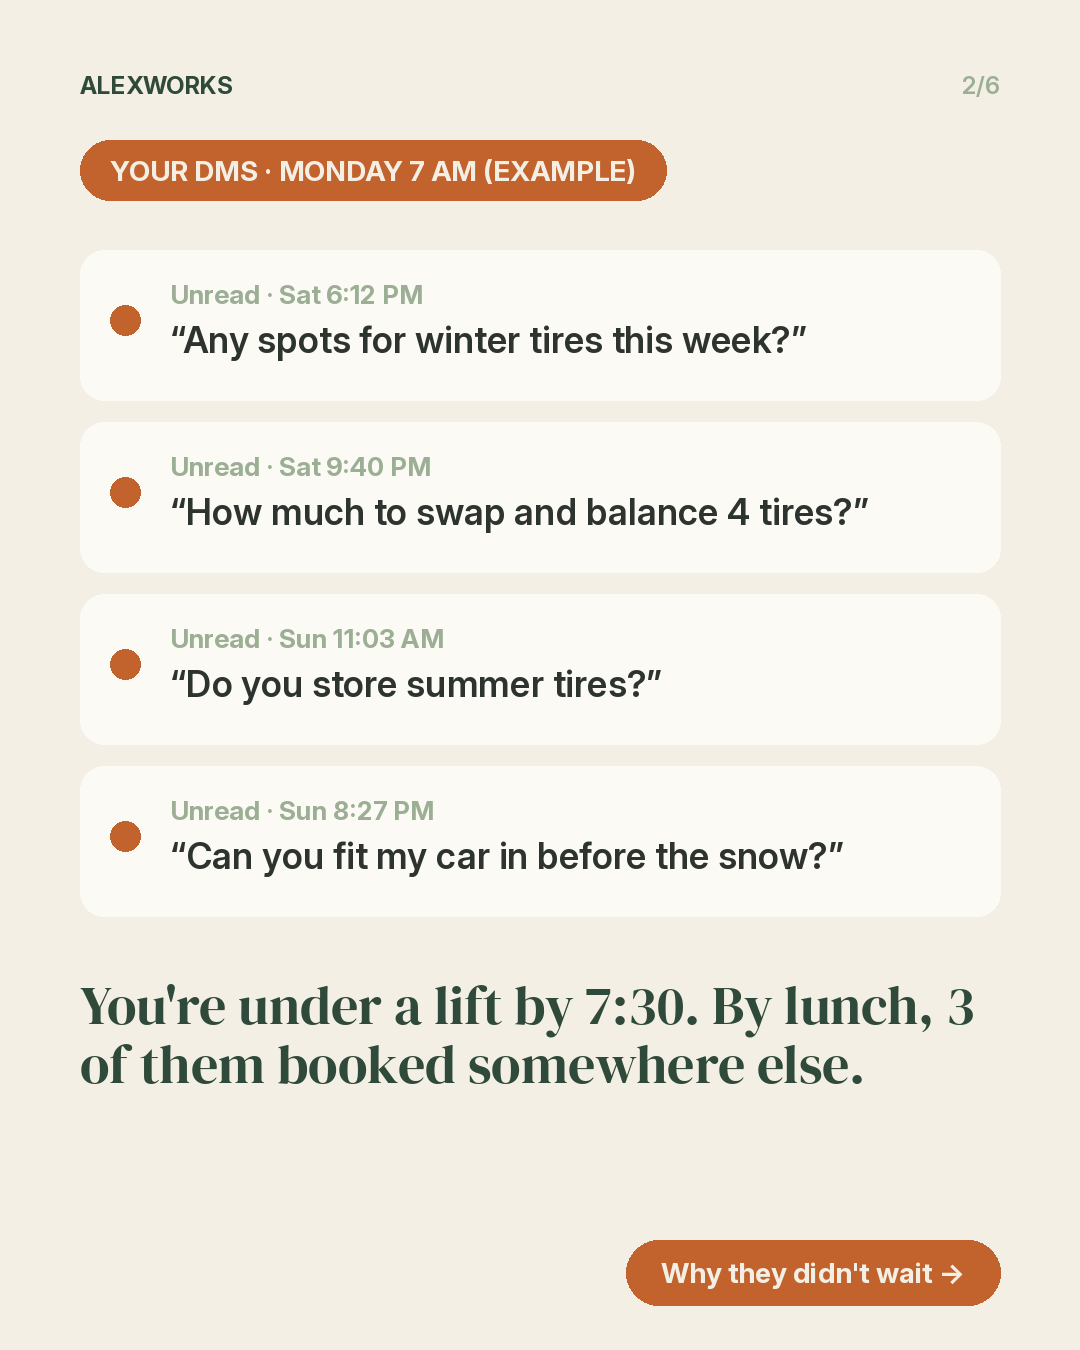 ALEXWORKS
2/6
YOUR DMS · MONDAY 7 AM (EXAMPLE)
Unread · Sat 6:12 PM
“Any spots for winter tires this week?”
Unread · Sat 9:40 PM
“How much to swap and balance 4 tires?”
Unread · Sun 11:03 AM
“Do you store summer tires?”
Unread · Sun 8:27 PM
“Can you fit my car in before the snow?”
You're under a lift by 7:30. By lunch, 3
of them booked somewhere else.
Why they didn't wait →